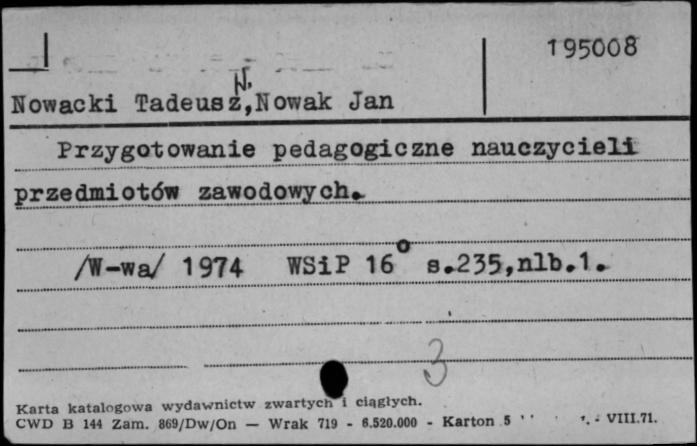 195008
N.
Nowacki Tadeusz,Nowak Jan
Przygotowanie pedagogiczne nauczycieli
przedmiotów zawodowych.
/W-wa/ 1974 WSiP 16° s.235,nlb.1.
3
Karta katalogowa wydawnictw zwartych i ciągłych.
CWD B 144 Zam. 869/Dw/On — Wrak 719 - 6.520.000 - Karton 5 - VIII.71.